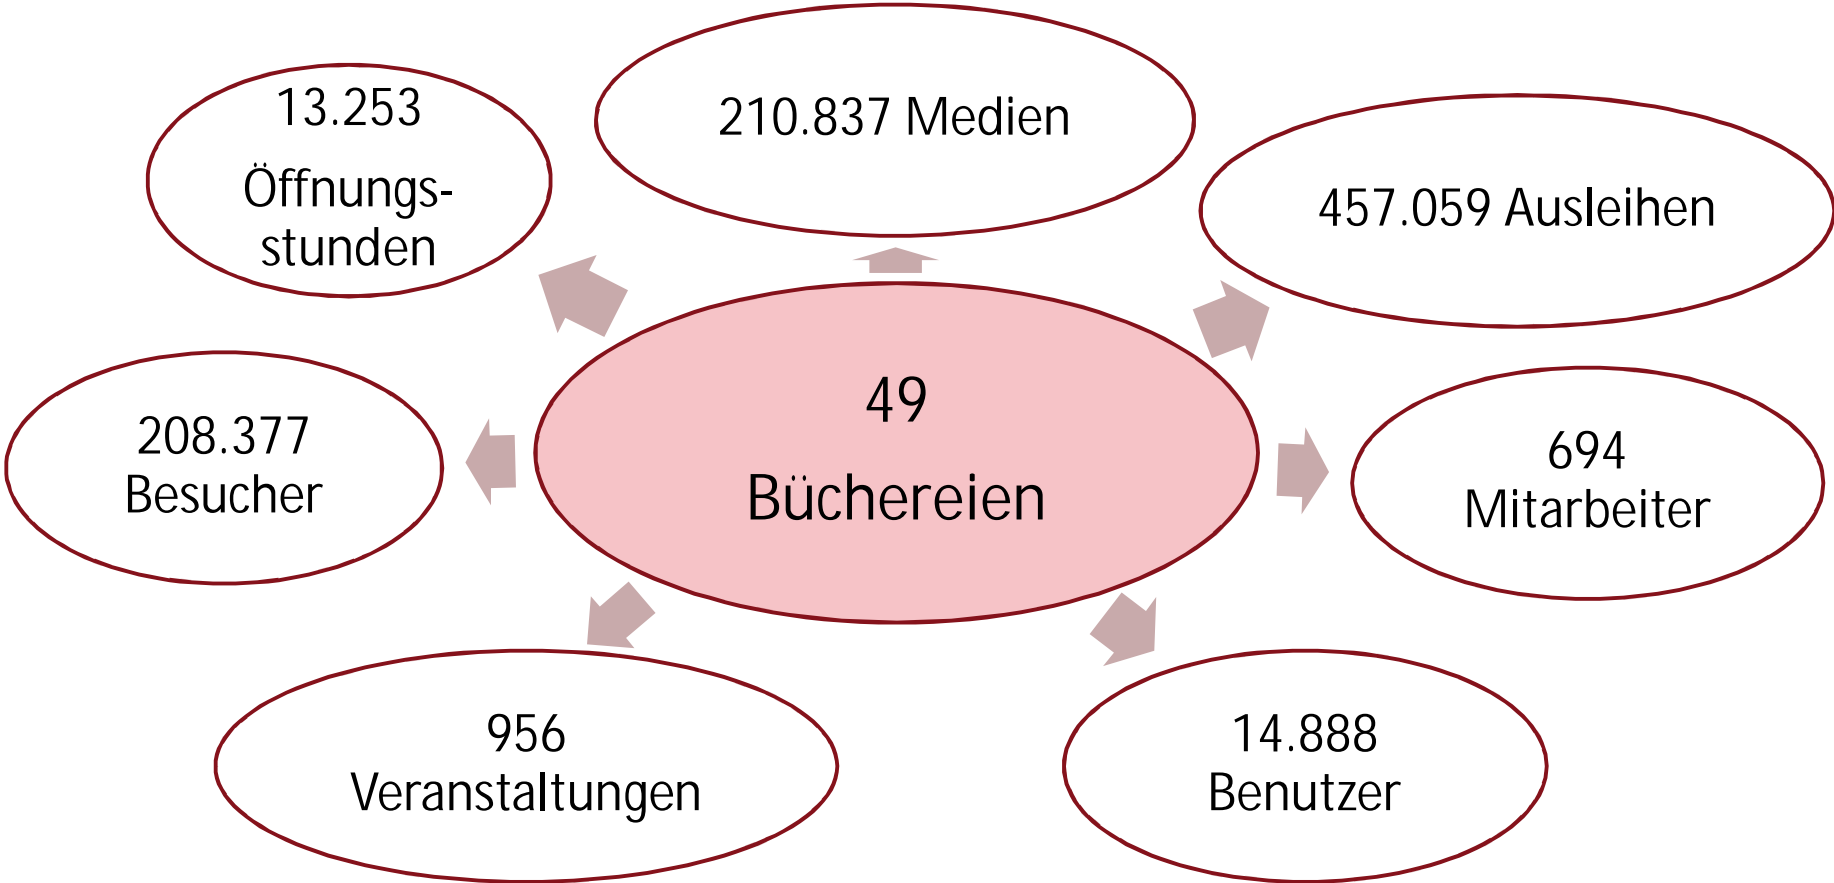 13.253
Öffnungs-
stunden
210.837 Medien
457.059 Ausleihen
49
Büchereien
208.377
Besucher
694
Mitarbeiter
956
Veranstaltungen
14.888
Benutzer